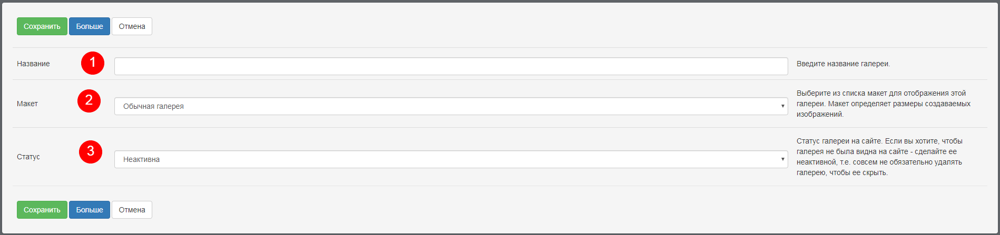 Сохранить Больше Отмена
Название 1 Введите название галереи.
Макет 2 Обычная галерея
Выберите из списка макет для отображения этой
галереи. Макет определяет размеры создаваемых
изображений.
Статус 3 Неактивна
Статус галереи на сайте. Если вы хотите, чтобы
галерея не была видна на сайте - сделайте ее
неактивной, т.е. совсем не обязательно удалять
галерею, чтобы ее скрыть.
Сохранить Больше Отмена